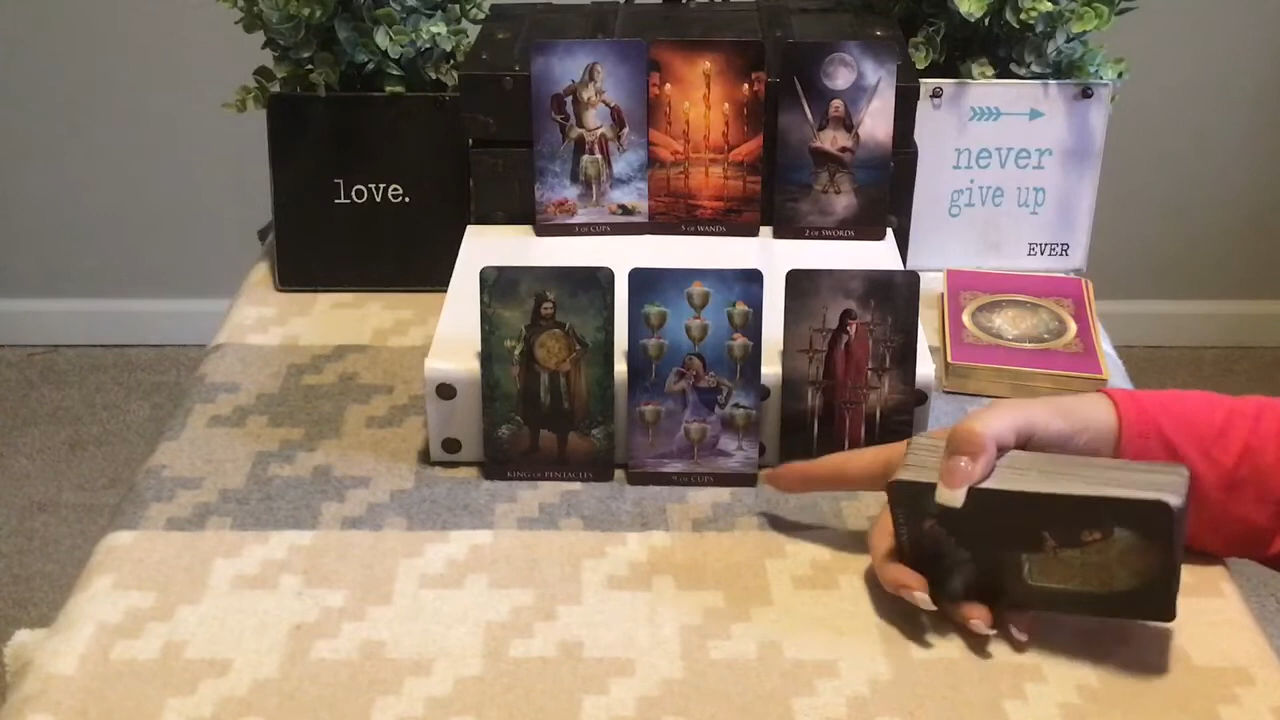 love.
never
give up
EVER
3 OF CUPS
5 OF WANDS
2 OF SWORDS
KING OF PENTACLES
9 OF CUPS